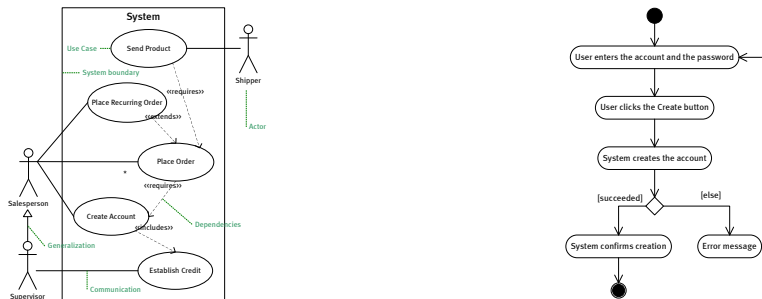 System
Use Case
Send Product
System boundary
Shipper
«requires»
Place Recurring Order
«extends»
Actor
Place Order
*
«requires»
Salesperson
Create Account
Dependencies
«includes»
Generalization
Establish Credit
Communication
Supervisor
User enters the account and the password
User clicks the Create button
System creates the account
[succeeded]
[else]
System confirms creation
Error message